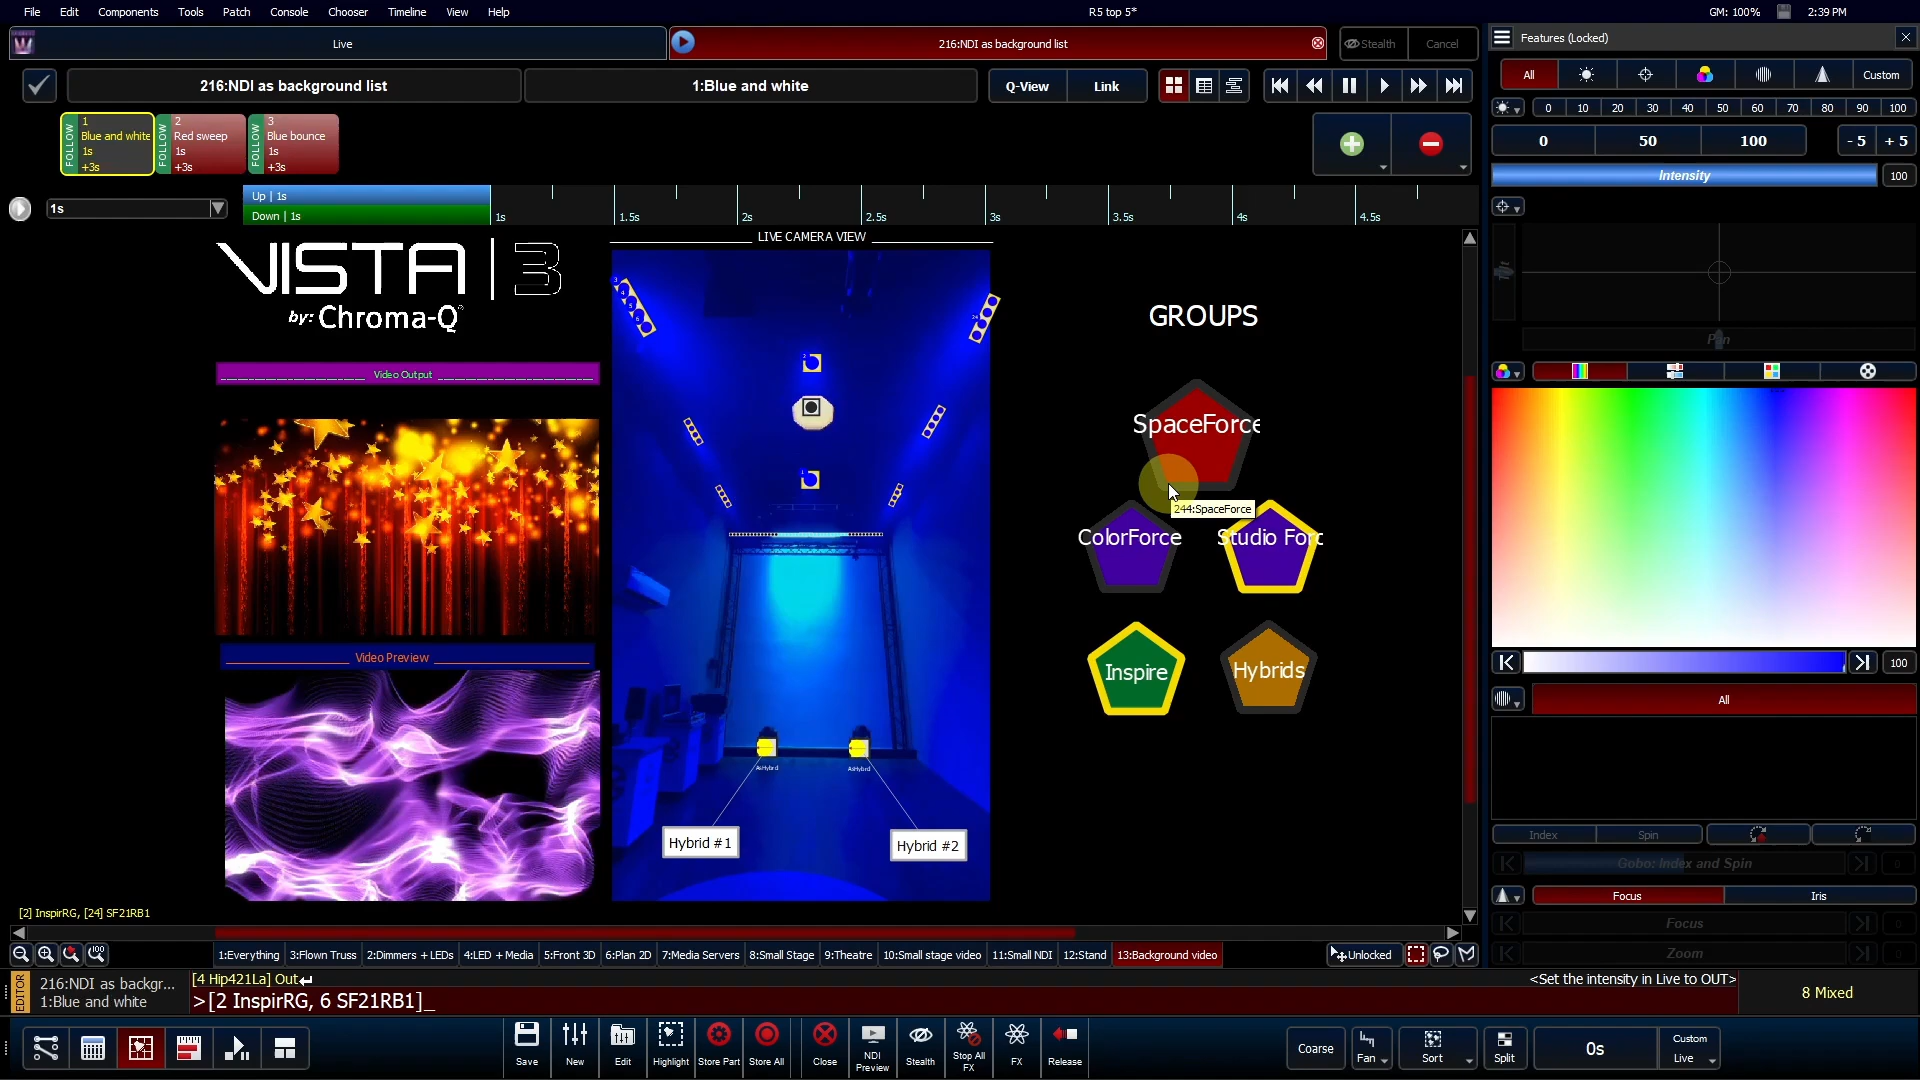 File Edit Components Tools Patch Console Chooser Timeline View Help
R5 top 5*
GM: 100% 2:39 PM
Live
216:NDI as background list
Stealth Cancel
Features (Locked)
216:NDI as background list
1:Blue and white
Q-View Link
All Custom
0 10 20 30 40 50 60 70 80 90 100
0 50 100 - 5 + 5
Intensity 100
FOLLOW 1 Blue and white 1s +3s
FOLLOW 2 Red sweep 1s +3s
FOLLOW 3 Blue bounce 1s +3s
1s
Up | 1s
Down | 1s
1s 1.5s 2s 2.5s 3s 3.5s 4s 4.5s
VISTA 3
by: Chroma-Q
LIVE CAMERA VIEW
GROUPS
Video Output
Video Preview
SpaceForce
244:SpaceForce
ColorForce
Studio Forc
Inspire
Hybrids
AxHybrd
AxHybrd
Hybrid #1
Hybrid #2
Tilt
Pan
100
All
Index Spin
Gobo: Index and Spin 0
Focus Iris
Focus 0
Zoom 0
[2] InspirRG, [24] SF21RB1
100
1:Everything 3:Flown Truss 2:Dimmers + LEDs 4:LED + Media 5:Front 3D 6:Plan 2D 7:Media Servers 8:Small Stage 9:Theatre 10:Small stage video 11:Small NDI 12:Stand 13:Background video
Unlocked
EDITOR
216:NDI as backgr...
1:Blue and white
[4 Hip421La] Out↵
<Set the intensity in Live to OUT>
>[2 InspirRG, 6 SF21RB1]_
8 Mixed
Save New Edit Highlight Store Part Store All Close NDI Preview Stealth Stop All FX FX Release
Coarse Fan Sort Split 0s Custom Live